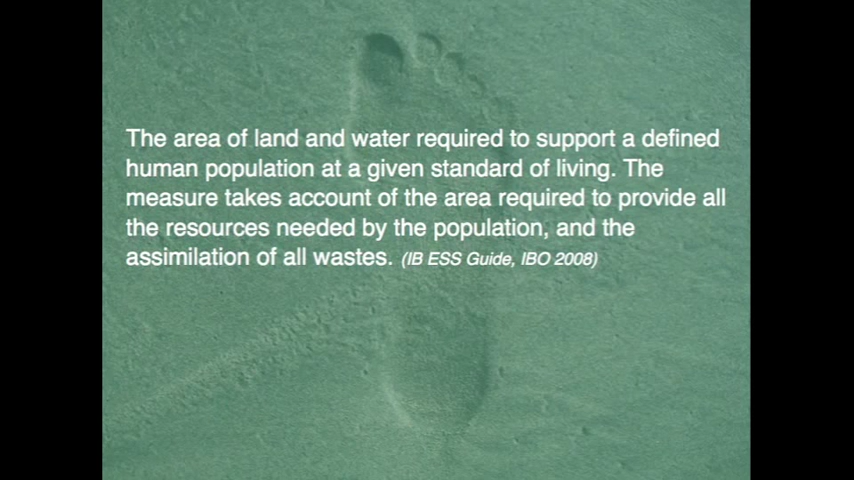 The area of land and water required to support a defined
human population at a given standard of living. The
measure takes account of the area required to provide all
the resources needed by the population, and the
assimilation of all wastes. (IB ESS Guide, IBO 2008)